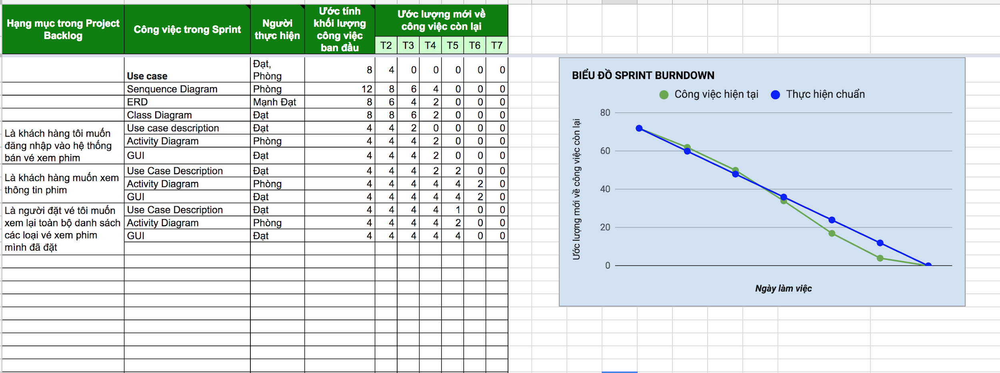 Hạng mục trong Project
Backlog
Công việc trong Sprint
Người
thực hiện
Ước tính
khối lượng
công việc
ban đầu
Ước lượng mới về
công việc còn lại
T2 T3 T4 T5 T6 T7
Use case Đạt, Phòng 8 4 0 0 0 0 0
Senquence Diagram Phòng 12 8 6 4 0 0 0
ERD Mạnh Đạt 8 6 4 2 0 0 0
Class Diagram Đạt 8 8 6 2 0 0 0
Là khách hàng tôi muốn
đăng nhập vào hệ thống
bán vé xem phim
Use case description Đạt 4 4 2 0 0 0 0
Activity Diagram Phòng 4 4 4 2 0 0 0
GUI Đạt 4 4 4 2 0 0 0
Là khách hàng muốn xem
thông tin phim
Use Case Description Đạt 4 4 4 2 2 0 0
Activity Diagram Phòng 4 4 4 4 4 2 0
GUI Đạt 4 4 4 4 4 2 0
Là người đặt vé tôi muốn
xem lại toàn bộ danh sách
các loại vé xem phim
mình đã đặt
Use Case Description Đạt 4 4 4 4 1 0 0
Activity Diagram Phòng 4 4 4 4 2 0 0
GUI Đạt 4 4 4 4 4 0 0
BIỂU ĐỒ SPRINT BURNDOWN
Công việc hiện tại Thực hiện chuẩn
Ước lượng mới về công việc còn lại
80
60
40
20
0
Ngày làm việc